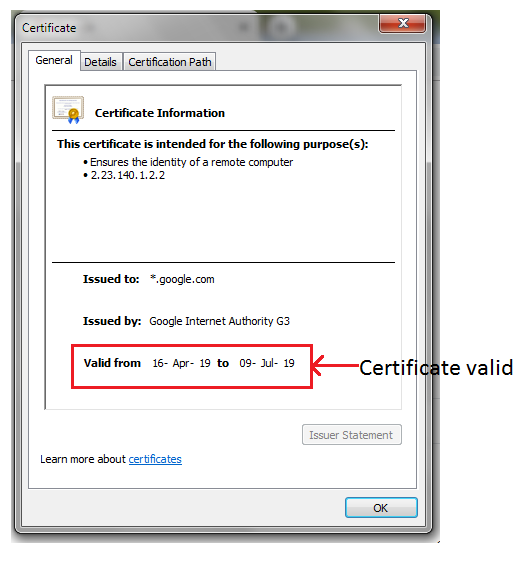 Certificate
General Details Certification Path
Certificate Information
This certificate is intended for the following purpose(s):
• Ensures the identity of a remote computer
• 2.23.140.1.2.2
Issued to: *.google.com
Issued by: Google Internet Authority G3
Valid from 16- Apr- 19 to 09- Jul- 19
Certificate valid
Issuer Statement
Learn more about certificates
OK